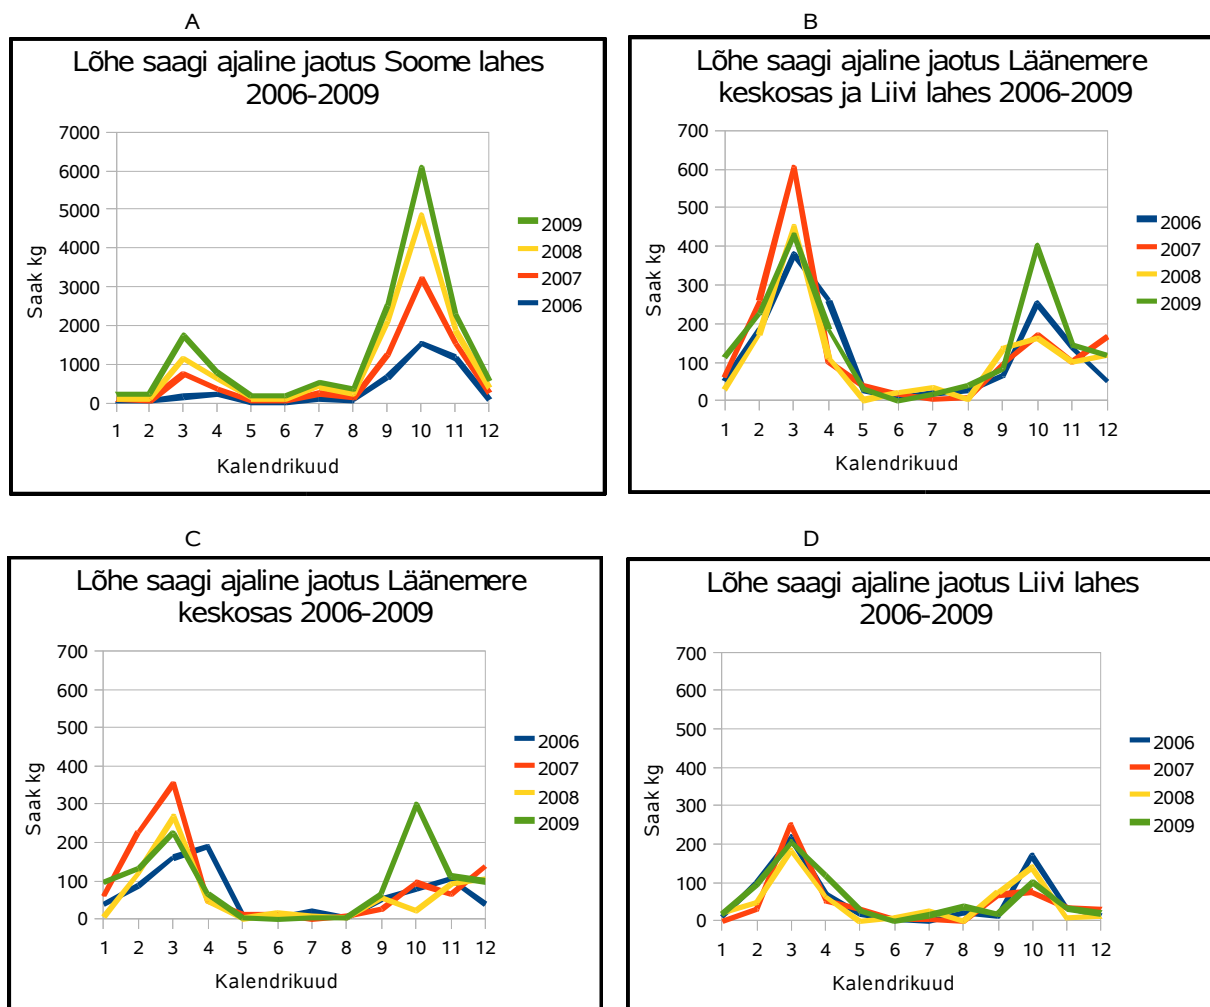 A
Lõhe saagi ajaline jaotus Soome lahes
2006-2009
7000
6000
5000
4000
3000
2000
1000
0
Saak kg
1 2 3 4 5 6 7 8 9 10 11 12
Kalendrikuud
2009
2008
2007
2006
B
Lõhe saagi ajaline jaotus Läänemere
keskosas ja Liivi lahes 2006-2009
700
600
500
400
300
200
100
0
Saak kg
1 2 3 4 5 6 7 8 9 10 11 12
Kalendrikuud
2006
2007
2008
2009
C
Lõhe saagi ajaline jaotus Läänemere
keskosas 2006-2009
700
600
500
400
300
200
100
0
Saak kg
1 2 3 4 5 6 7 8 9 10 11 12
Kalendrikuud
2006
2007
2008
2009
D
Lõhe saagi ajaline jaotus Liivi lahes
2006-2009
700
600
500
400
300
200
100
0
Saak kg
1 2 3 4 5 6 7 8 9 10 11 12
Kalendrikuud
2006
2007
2008
2009